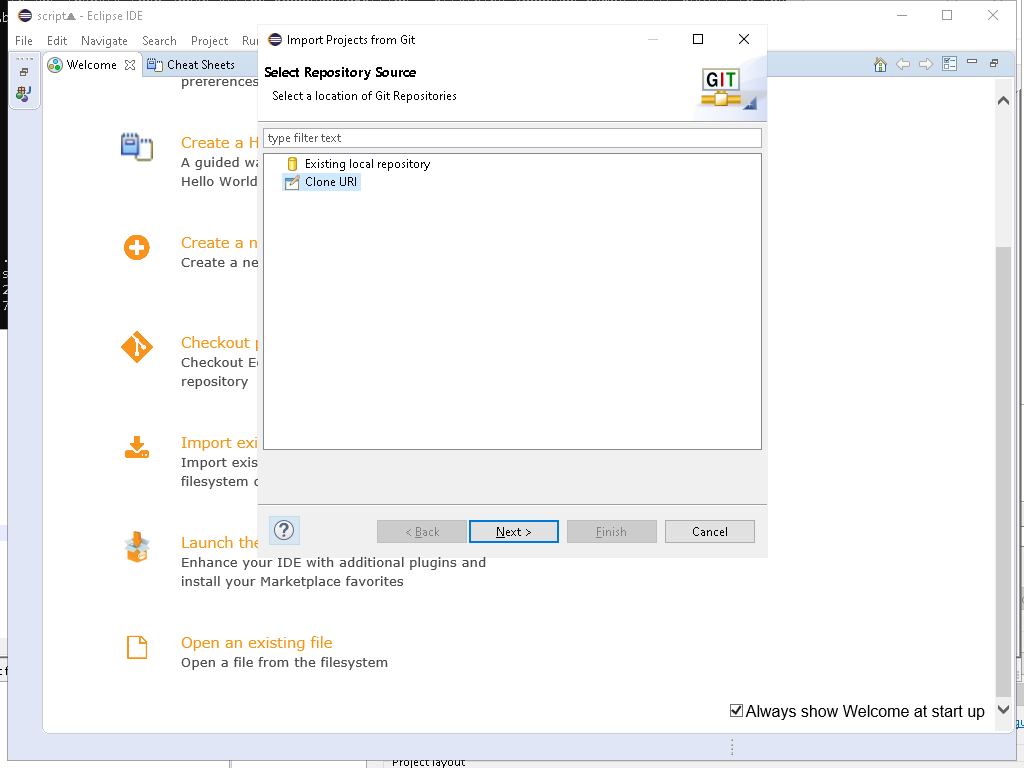 script - Eclipse IDE
File Edit Navigate Search Project Ru
Welcome
Cheat Sheets
preferences
Create a H
A guided wa
Hello World
Create a n
Create a ne
Checkout p
Checkout Ec
repository
Import exi
Import exis
filesystem o
Launch the
Enhance your IDE with additional plugins and
install your Marketplace favorites
Open an existing file
Open a file from the filesystem
Always show Welcome at start up
Import Projects from Git
Select Repository Source
Select a location of Git Repositories
GIT
type filter text
Existing local repository
Clone URI
?
< Back
Next >
Finish
Cancel
Project layout